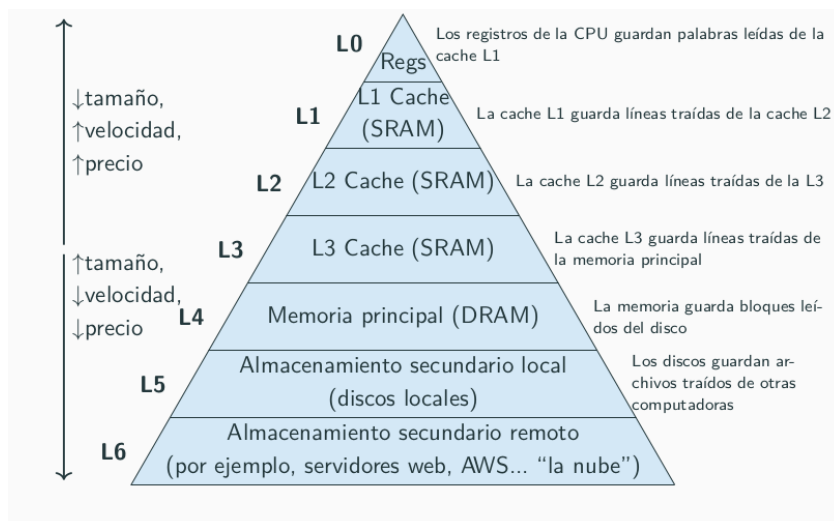 L0
Regs
Los registros de la CPU guardan palabras leídas de la
cache L1
↓tamaño,
↑velocidad,
↑precio
L1
L1 Cache
(SRAM)
La cache L1 guarda líneas traídas de la cache L2
L2
L2 Cache (SRAM)
La cache L2 guarda líneas traídas de la L3
L3
L3 Cache (SRAM)
La cache L3 guarda líneas traídas de
la memoria principal
↑tamaño,
↓velocidad,
↓precio
L4
Memoria principal (DRAM)
La memoria guarda bloques leí-
dos del disco
L5
Almacenamiento secundario local
(discos locales)
Los discos guardan ar-
chivos traídos de otras
computadoras
L6
Almacenamiento secundario remoto
(por ejemplo, servidores web, AWS... “la nube”)